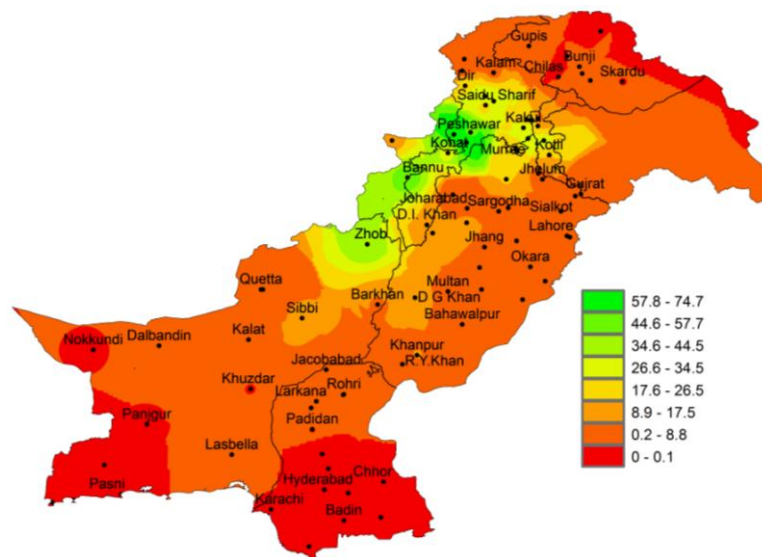 Gupis
Kalam
Bunji
Chilas
Dir
Skardu
Saidu Sharif
Peshawar
Kohat
Murree
Kotli
Bannu
Jhelum
Joharabad
Sargodha
Gujrat
D.I. Khan
Sialkot
Zhob
Jhang
Lahore
Okara
Quetta
Multan
Barkhan
D G Khan
Sibbi
Bahawalpur
Nokkundi
Dalbandin
Kalat
Khanpur
Jacobabad
R.Y.Khan
Khuzdar
Larkana
Rohri
Panjgur
Padidan
Lasbella
Pasni
Hyderabad
Chhor
Karachi
Badin
57.8 - 74.7
44.6 - 57.7
34.6 - 44.5
26.6 - 34.5
17.6 - 26.5
8.9 - 17.5
0.2 - 8.8
0 - 0.1